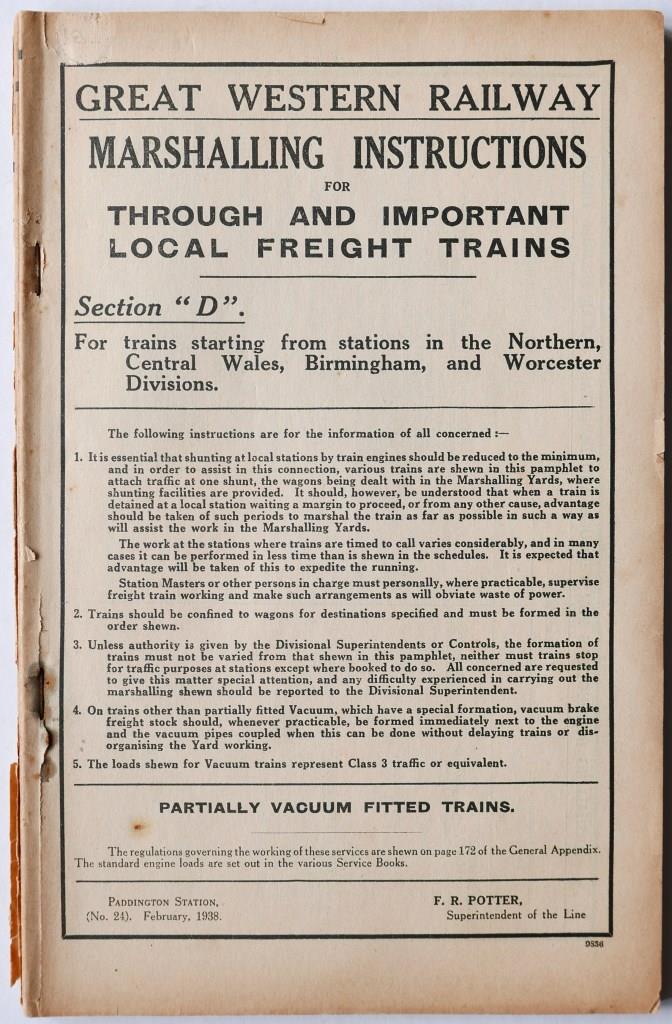 GREAT WESTERN RAILWAY
MARSHALLING INSTRUCTIONS
FOR
THROUGH AND IMPORTANT
LOCAL FREIGHT TRAINS
Section “ D ”.
For trains starting from stations in the Northern,
Central Wales, Birmingham, and Worcester
Divisions.
The following instructions are for the information of all concerned :—
1. It is essential that shunting at local stations by train engines should be reduced to the minimum,
and in order to assist in this connection, various trains are shewn in this pamphlet to
attach traffic at one shunt, the wagons being dealt with in the Marshalling Yards, where
shunting facilities are provided. It should, however, be understood that when a train is
detained at a local station waiting a margin to proceed, or from any other cause, advantage
should be taken of such periods to marshal the train as far as possible in such a way as
will assist the work in the Marshalling Yards.
The work at the stations where trains are timed to call varies considerably, and in many
cases it can be performed in less time than is shewn in the schedules. It is expected that
advantage will be taken of this to expedite the running.
Station Masters or other persons in charge must personally, where practicable, supervise
freight train working and make such arrangements as will obviate waste of power.
2. Trains should be confined to wagons for destinations specified and must be formed in the
order shewn.
3. Unless authority is given by the Divisional Superintendents or Controls, the formation of
trains must not be varied from that shewn in this pamphlet, neither must trains stop
for traffic purposes at stations except where booked to do so. All concerned are requested
to give this matter special attention, and any difficulty experienced in carrying out the
marshalling shewn should be reported to the Divisional Superintendent.
4. On trains other than partially fitted Vacuum, which have a special formation, vacuum brake
freight stock should, whenever practicable, be formed immediately next to the engine
and the vacuum pipes coupled when this can be done without delaying trains or dis-
organising the Yard working.
5. The loads shewn for Vacuum trains represent Class 3 traffic or equivalent.
PARTIALLY VACUUM FITTED TRAINS.
The regulations governing the working of these services are shewn on page 172 of the General Appendix.
The standard engine loads are set out in the various Service Books.
PADDINGTON STATION,
(No. 24). February, 1938.
F. R. POTTER,
Superintendent of the Line
9836